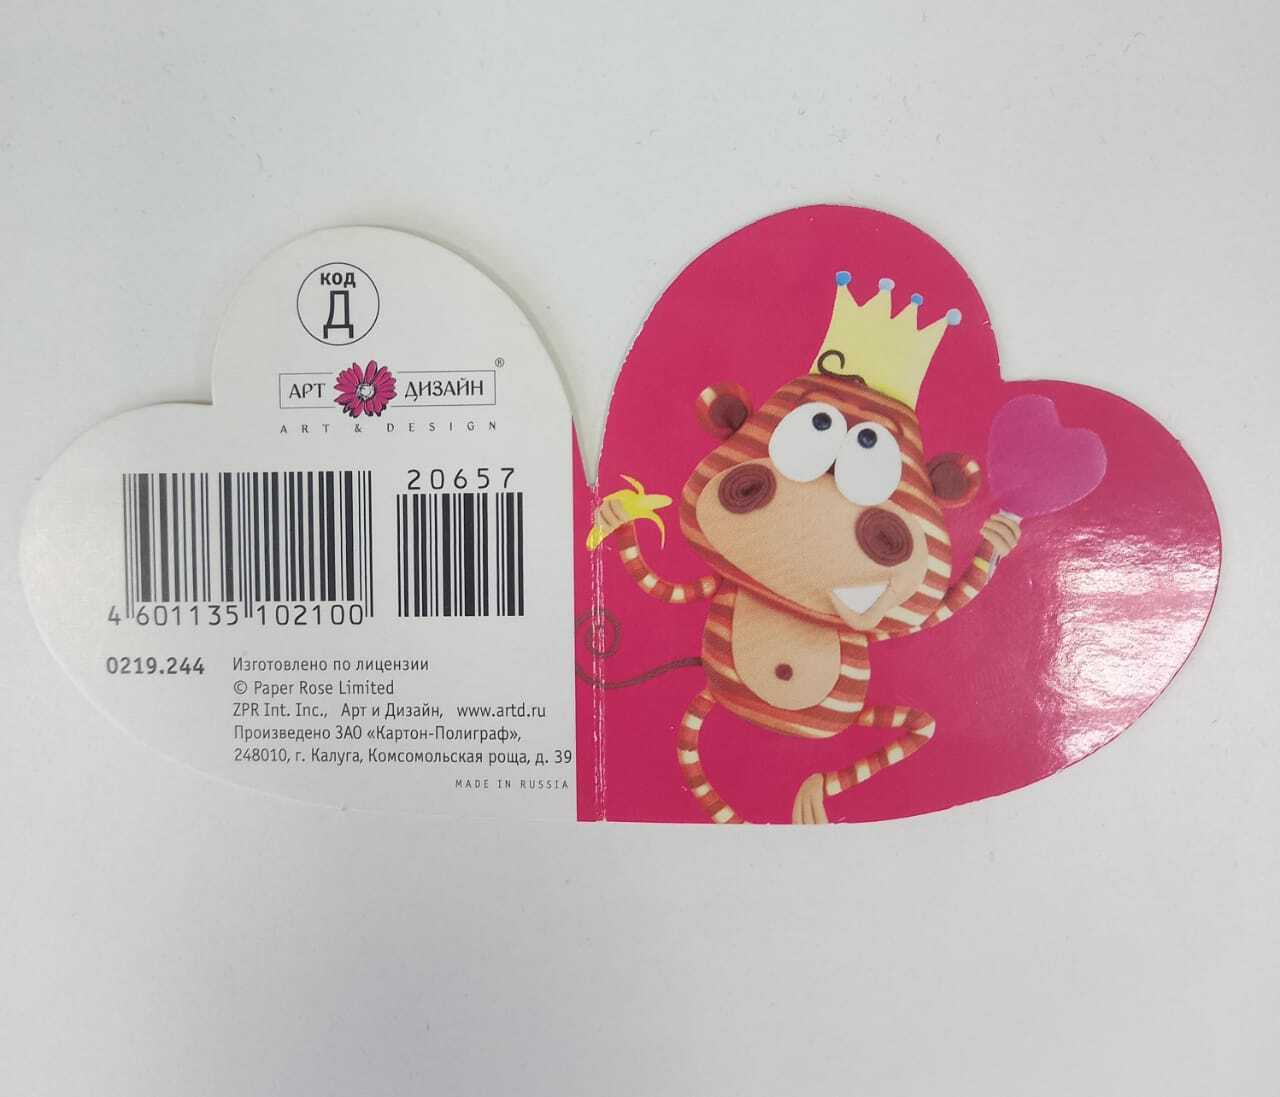 код
Д
АРТ ДИЗАЙН ®
ART & DESIGN
20657
4 601135 102100
0219.244
Изготовлено по лицензии
© Paper Rose Limited
ZPR Int. Inc., Арт и Дизайн, www.artd.ru
Произведено ЗАО «Картон-Полиграф»,
248010, г. Калуга, Комсомольская роща, д. 39
MADE IN RUSSIA